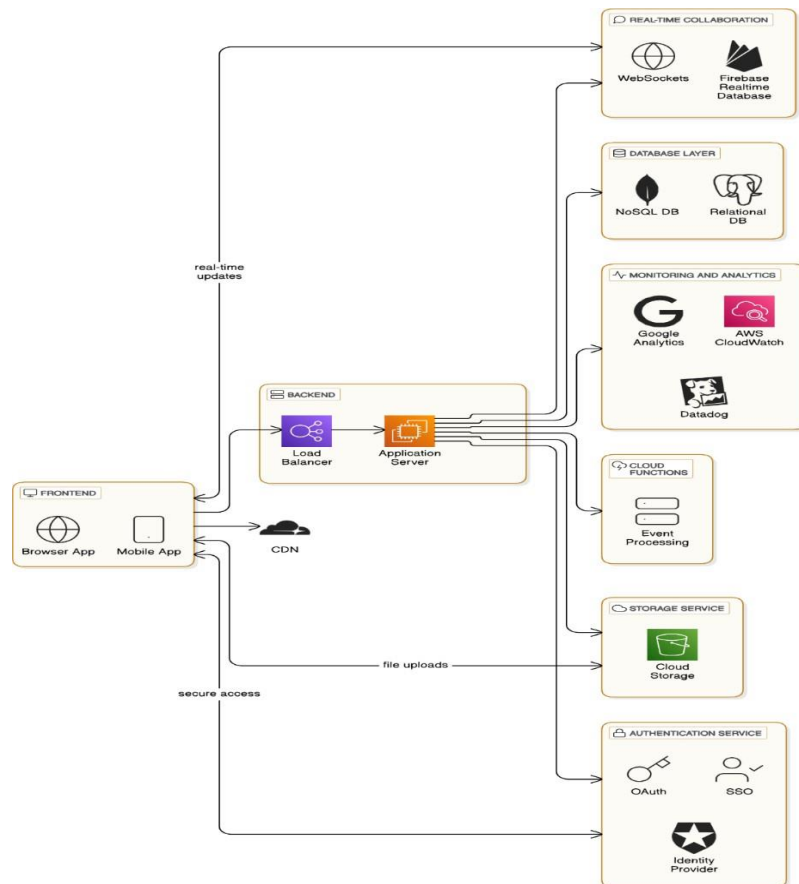 REAL-TIME COLLABORATION
WebSockets
Firebase
Realtime
Database
DATABASE LAYER
NoSQL DB
Relational
DB
real-time
updates
MONITORING AND ANALYTICS
Google
Analytics
AWS
CloudWatch
Datadog
BACKEND
Load
Balancer
Application
Server
CLOUD
FUNCTIONS
Event
Processing
FRONTEND
Browser App
Mobile App
CDN
STORAGE SERVICE
Cloud
Storage
file uploads
secure access
AUTHENTICATION SERVICE
OAuth
SSO
Identity
Provider